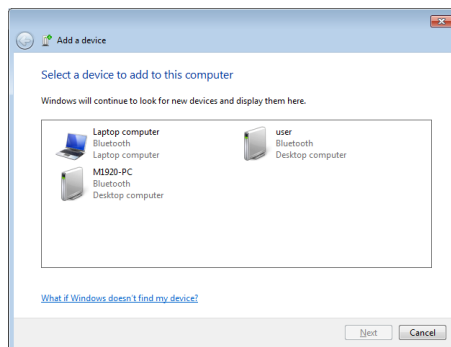 Add a device
Select a device to add to this computer
Windows will continue to look for new devices and display them here.
Laptop computer
Bluetooth
Laptop computer
user
Bluetooth
Desktop computer
M1920-PC
Bluetooth
Desktop computer
What if Windows doesn't find my device?
Next
Cancel